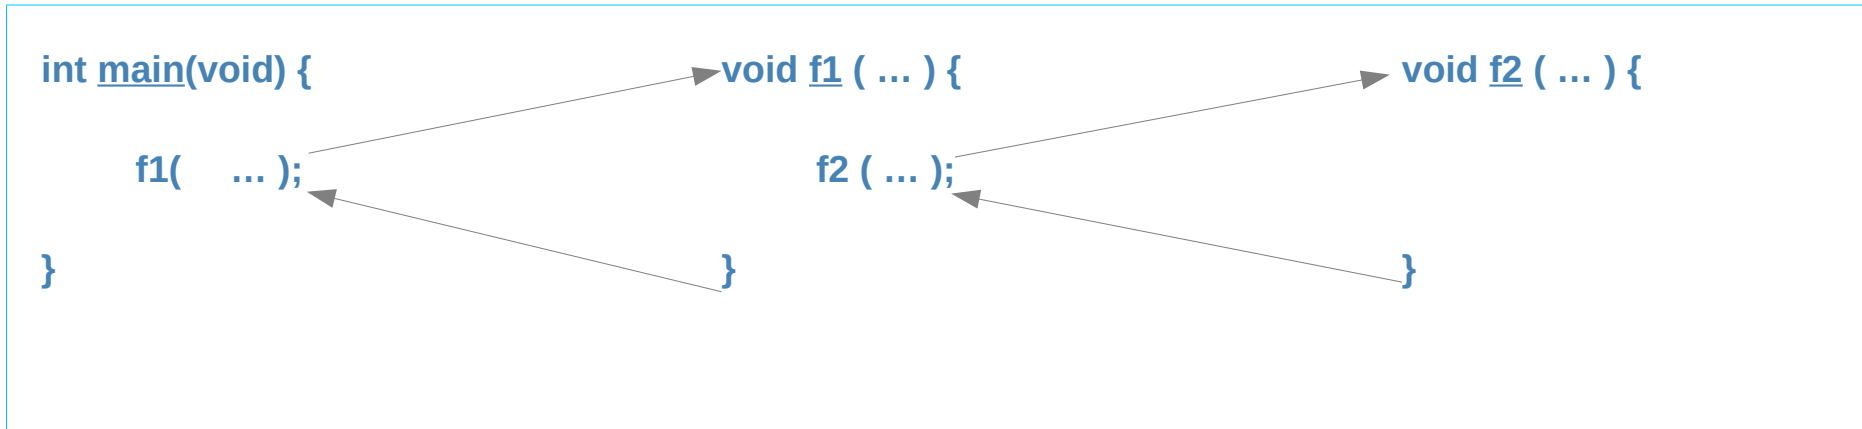 int main(void) {
void f1 ( ... ) {
void f2 ( ... ) {
f1( ... );
f2 ( ... );
}
}
}